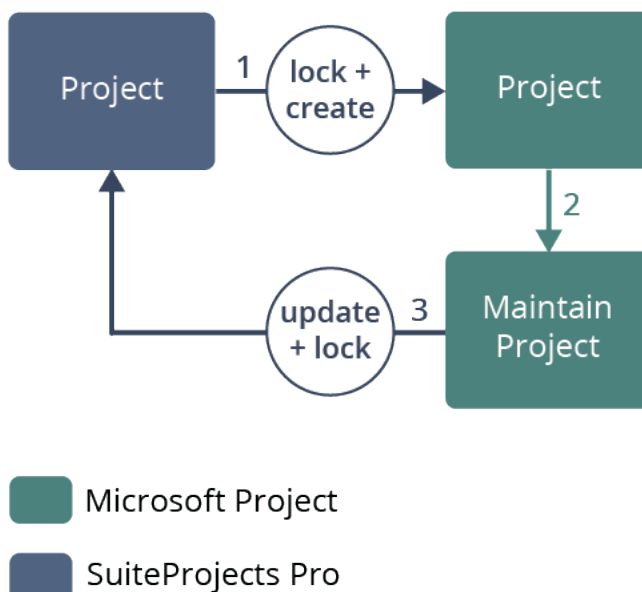 Project
1
lock +
create
Project
2
Maintain
Project
3
update
+ lock
Microsoft Project
SuiteProjects Pro